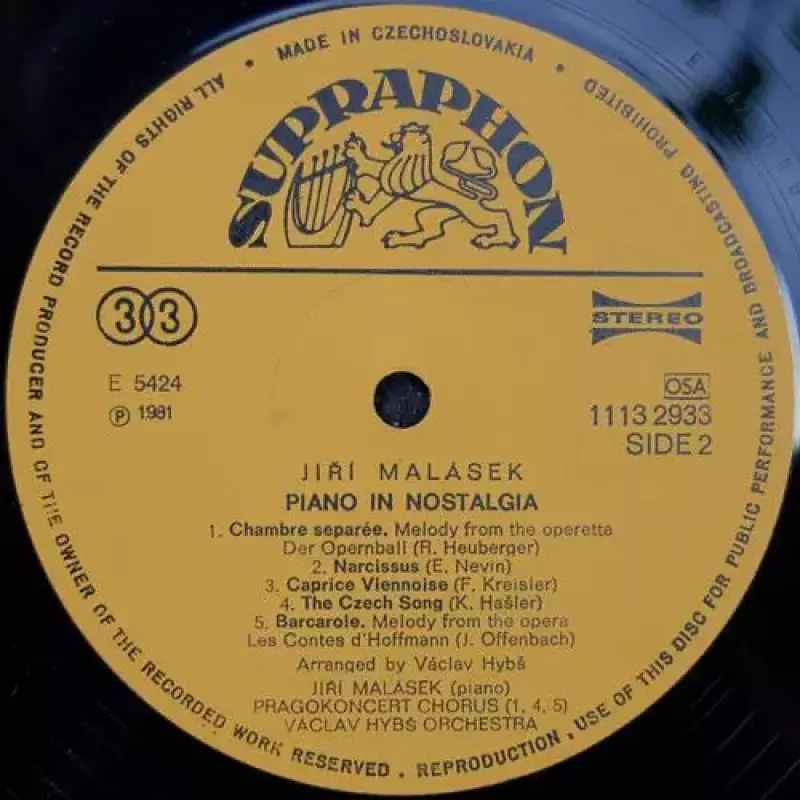 MADE IN CZECHOSLOVAKIA
SUPRAPHON
33
STEREO
E 5424
OSA
℗ 1981
1113 2933
SIDE 2
JIŘÍ MALÁSEK
PIANO IN NOSTALGIA
1. Chambre separée. Melody from the operetta
Der Opernball (R. Heuberger)
2. Narcissus (E. Nevin)
3. Caprice Viennoise (F. Kreisler)
4. The Czech Song (K. Hašler)
5. Barcarole. Melody from the opera
Les Contes d'Hoffmann (J. Offenbach)
Arranged by Václav Hybš
JIŘÍ MALÁSEK (piano)
PRAGOKONCERT CHORUS (1, 4, 5)
VÁCLAV HYBŠ ORCHESTRA
ALL RIGHTS OF THE RECORD PRODUCER AND OF THE OWNER OF THE RECORDED WORK RESERVED . REPRODUCTION, USE OF THIS DISC FOR PUBLIC PERFORMANCE AND BROADCASTING PROHIBITED